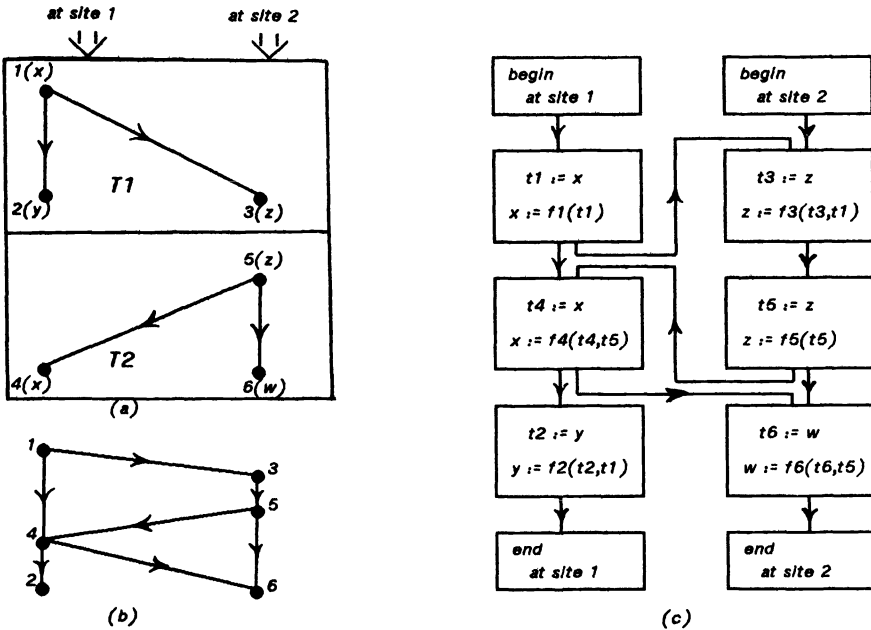 at site 1
at site 2
1(x)
T1
2(y)
3(z)
5(z)
T2
4(x)
6(w)
(a)
1
3
5
4
2
6
(b)
begin
at site 1
begin
at site 2
t1 := x
x := f1(t1)
t3 := z
z := f3(t3,t1)
t4 := x
x := f4(t4,t5)
t5 := z
z := f5(t5)
t2 := y
y := f2(t2,t1)
t6 := w
w := f6(t6,t5)
end
at site 1
end
at site 2
(c)